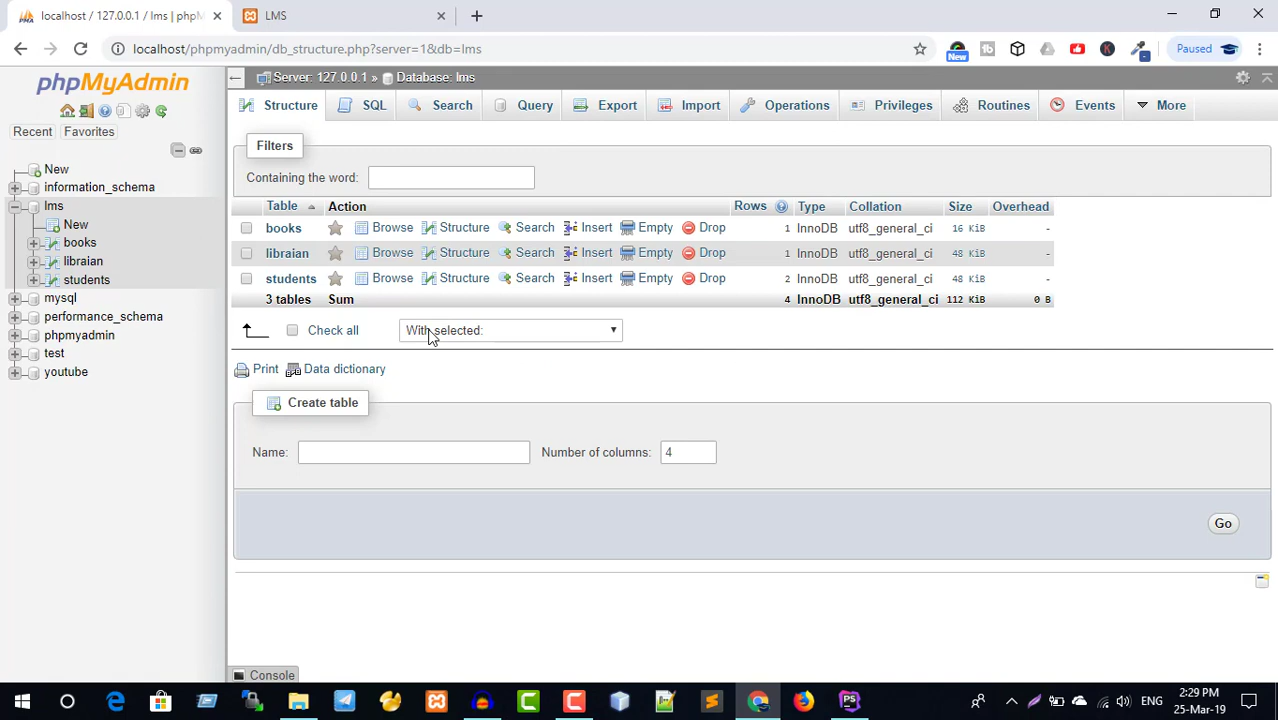 localhost / 127.0.0.1 / lms | phpM
LMS
localhost/phpmyadmin/db_structure.php?server=1&db=lms
New
Paused
phpMyAdmin
Recent
Favorites
New
information_schema
lms
New
books
libraian
students
mysql
performance_schema
phpmyadmin
test
youtube
Server: 127.0.0.1 » Database: lms
Structure SQL Search Query Export Import Operations Privileges Routines Events More
Filters
Containing the word:
Table Action Rows Type Collation Size Overhead
books Browse Structure Search Insert Empty Drop 1 InnoDB utf8_general_ci 16 KiB -
libraian Browse Structure Search Insert Empty Drop 1 InnoDB utf8_general_ci 48 KiB -
students Browse Structure Search Insert Empty Drop 2 InnoDB utf8_general_ci 48 KiB -
3 tables Sum 4 InnoDB utf8_general_ci 112 KiB 0 B
Check all With selected:
Print Data dictionary
Create table
Name: Number of columns: 4
Go
Console
ENG
2:29 PM
25-Mar-19